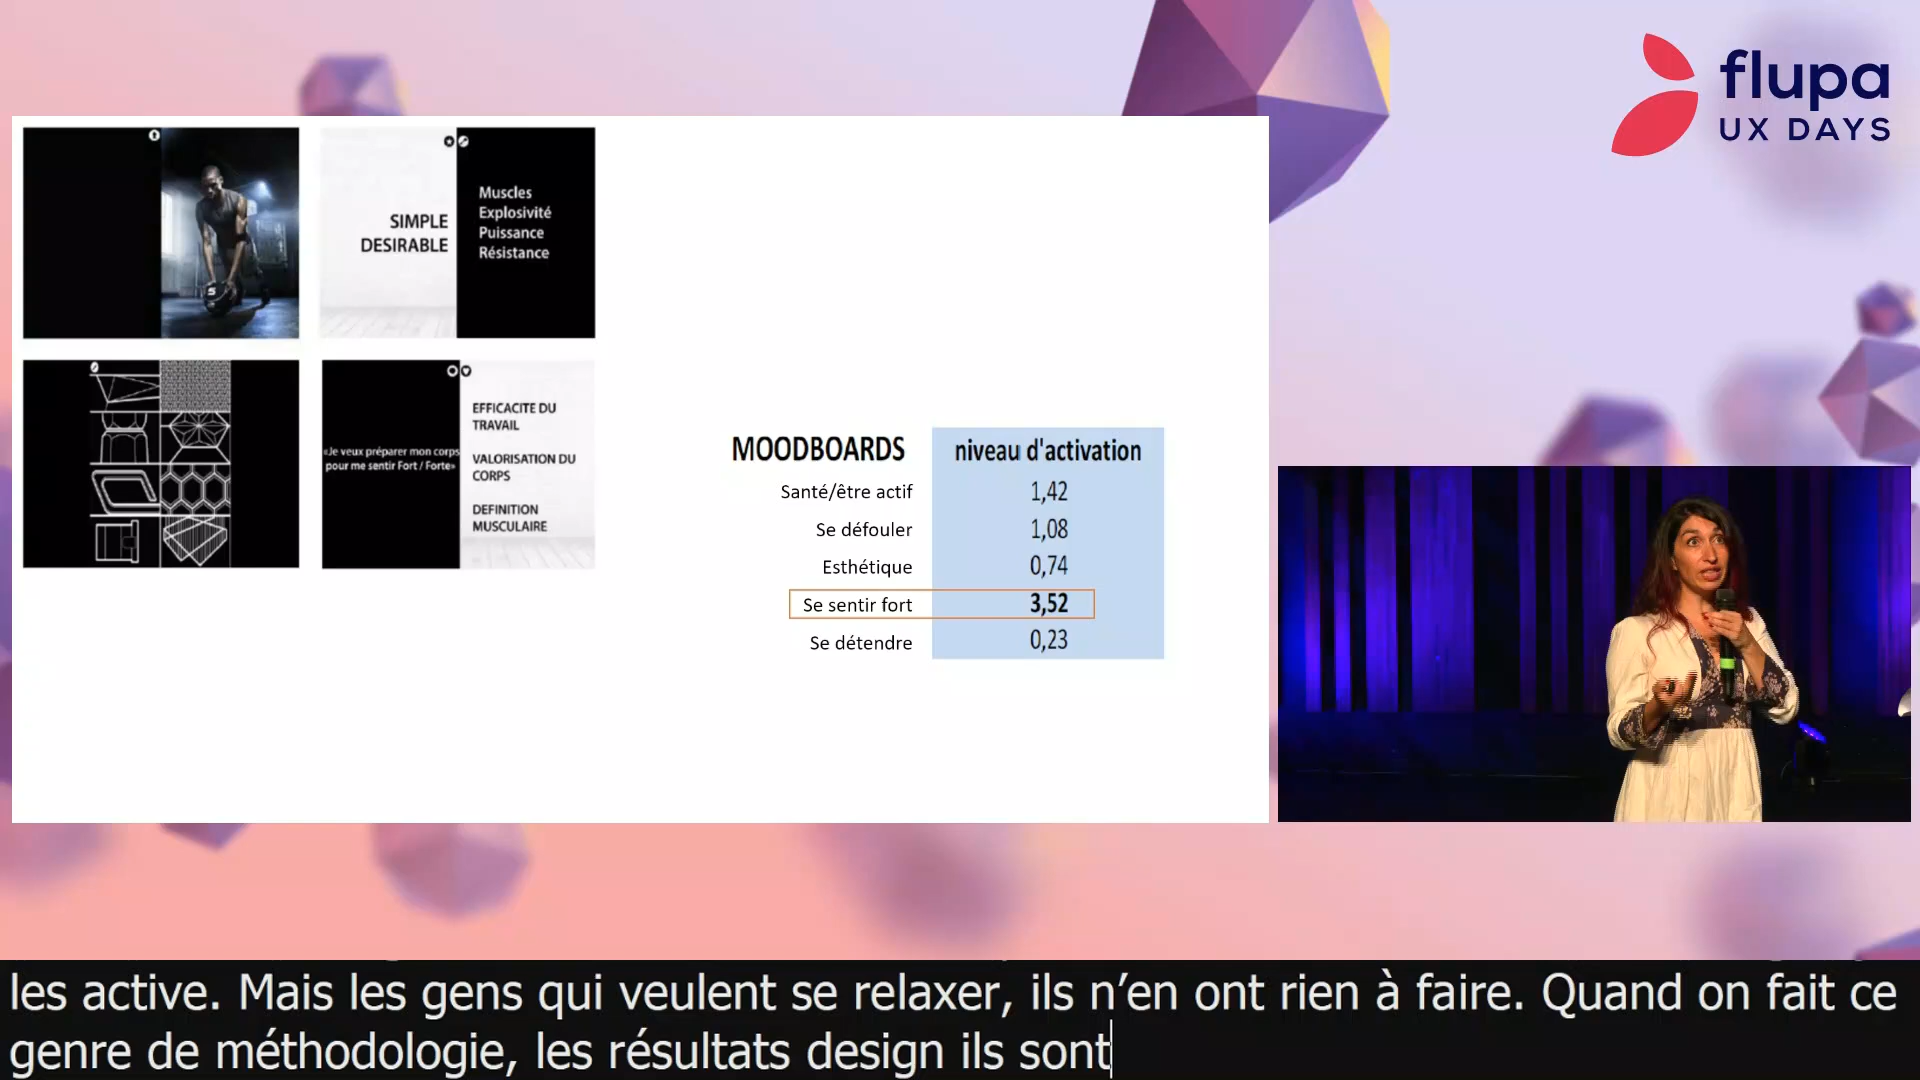 flupa
UX DAYS
SIMPLE
DESIRABLE
Muscles
Explosivité
Puissance
Résistance
«Je veux préparer mon corps
pour me sentir Fort / Forte»
EFFICACITE DU
TRAVAIL
VALORISATION DU
CORPS
DEFINITION
MUSCULAIRE
MOODBOARDS niveau d'activation
Santé/être actif 1,42
Se défouler 1,08
Esthétique 0,74
Se sentir fort 3,52
Se détendre 0,23
les active. Mais les gens qui veulent se relaxer, ils n’en ont rien à faire. Quand on fait ce
genre de méthodologie, les résultats design ils sont